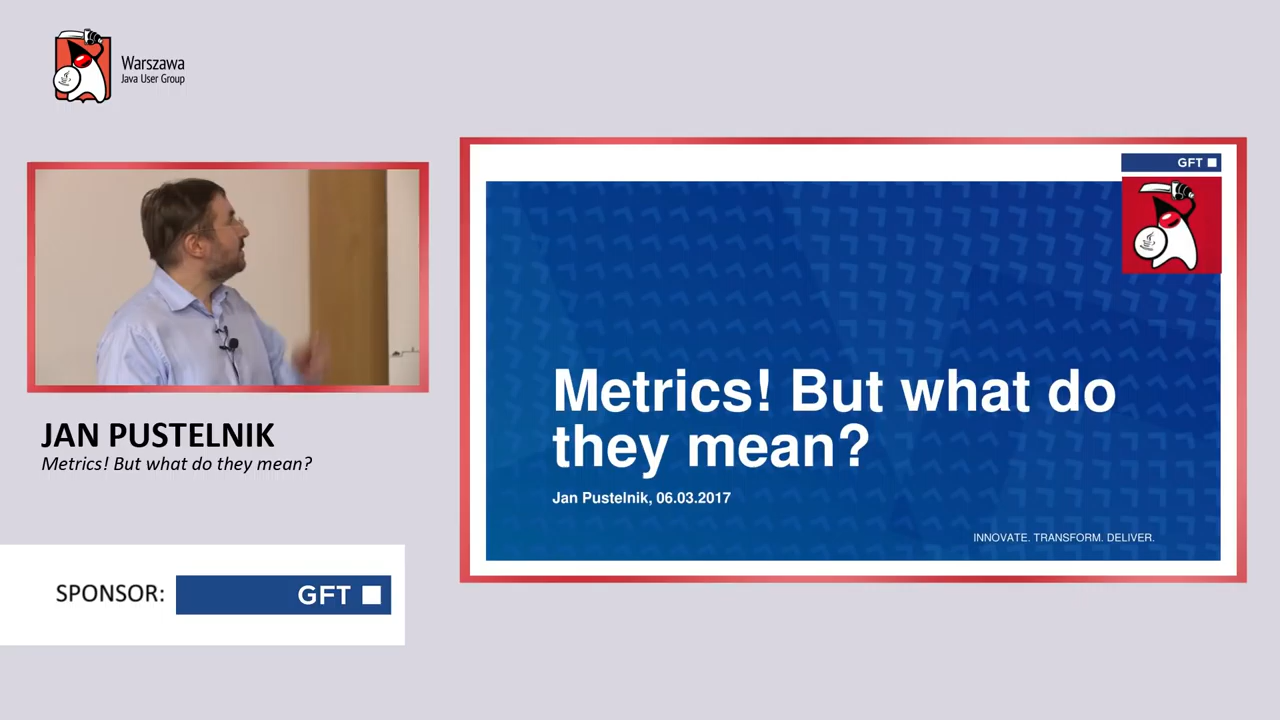 Warszawa
Java User Group
JAN PUSTELNIK
Metrics! But what do they mean?
SPONSOR:
GFT
GFT
Metrics! But what do
they mean?
Jan Pustelnik, 06.03.2017
INNOVATE. TRANSFORM. DELIVER.